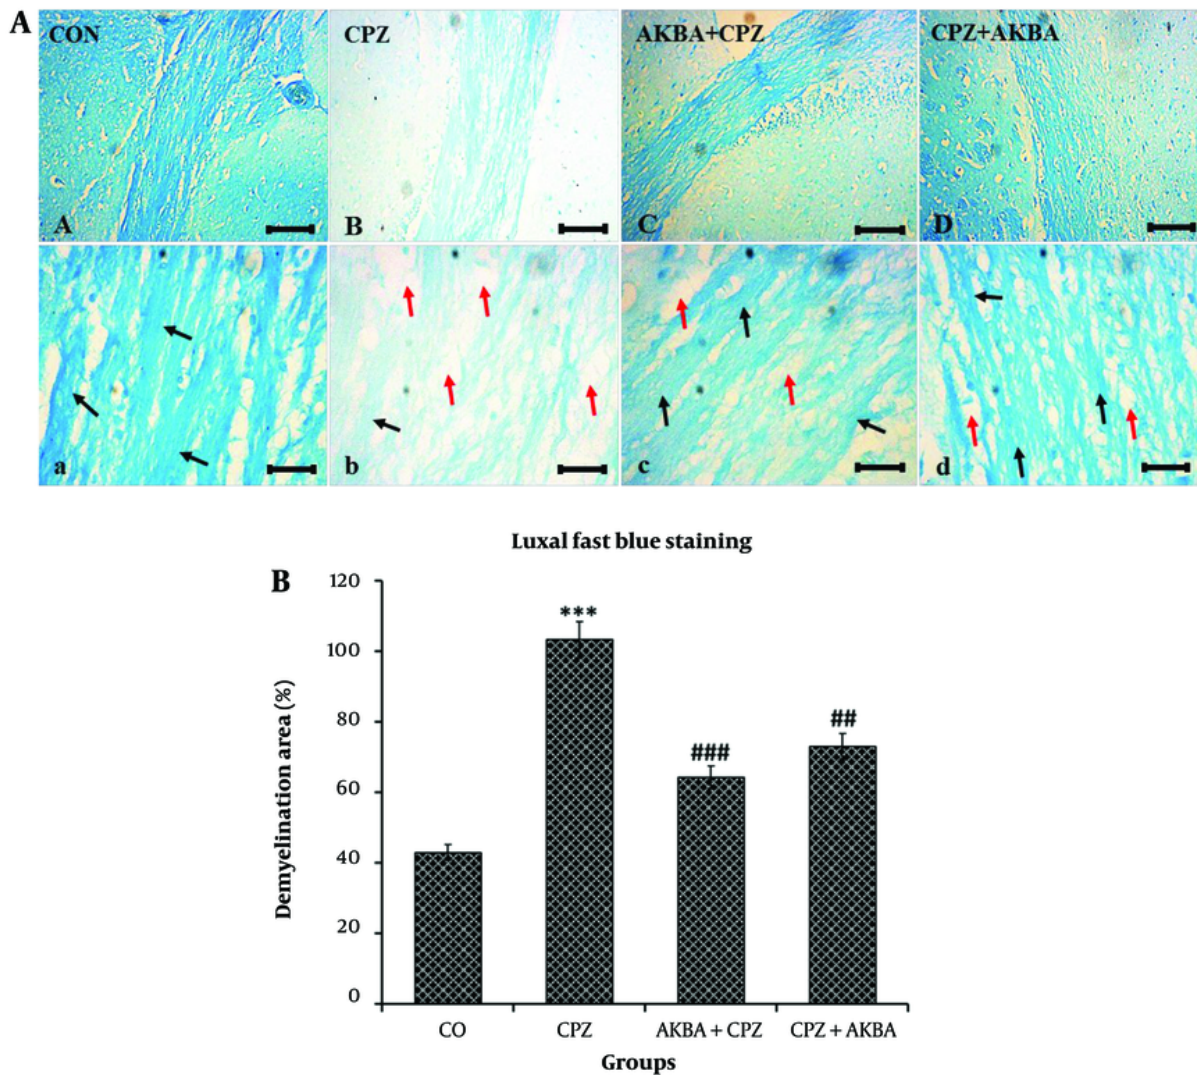 A
CON
CPZ
AKBA+CPZ
CPZ+AKBA
A
B
C
D
a
b
c
d
Luxal fast blue staining
B
Demyelination area (%)
120
100
80
60
40
20
0
***
###
##
CO
CPZ
AKBA + CPZ
CPZ + AKBA
Groups